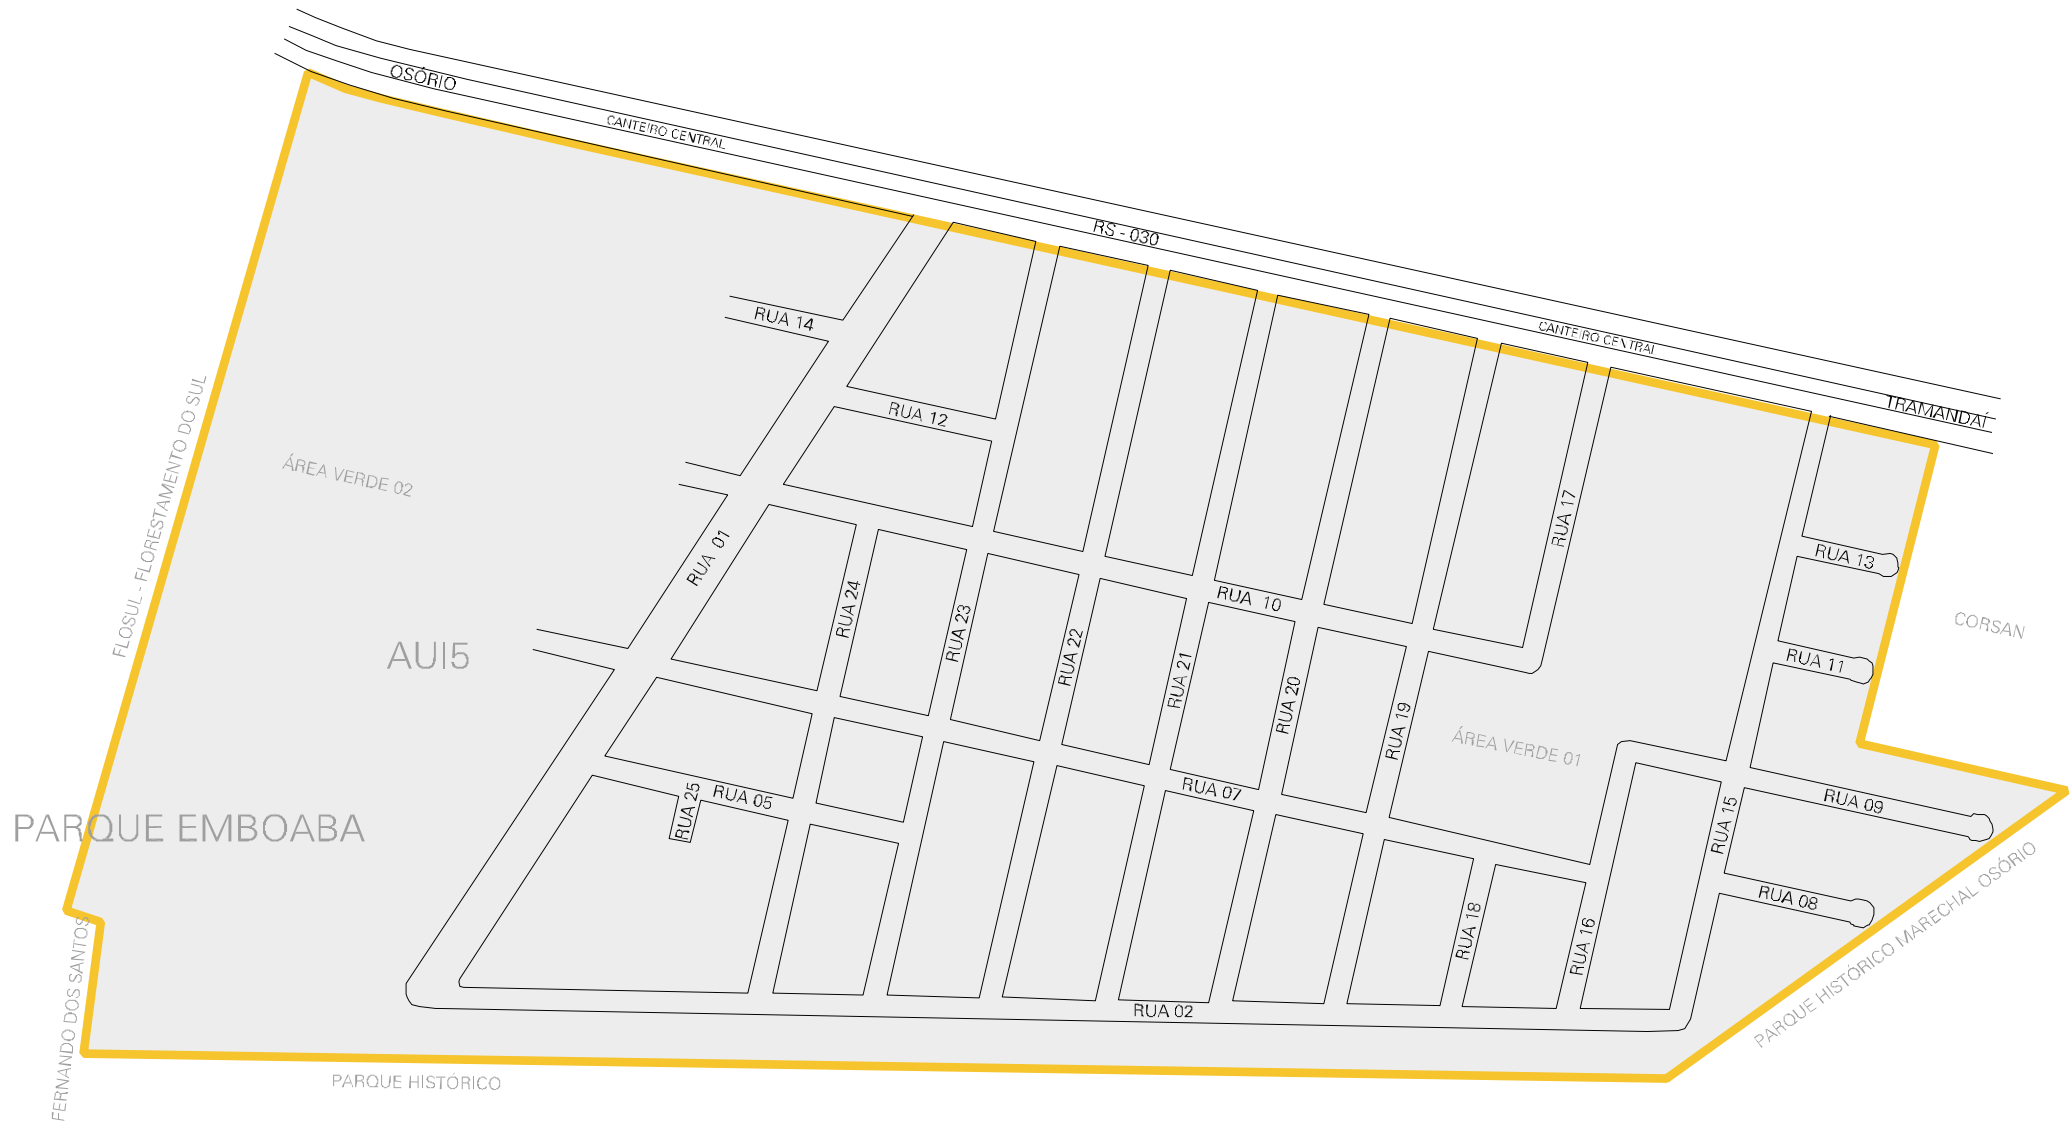 OSÓRIO
CANTEIRO CENTRAL
RS - 030
CANTEIRO CENTRAL
TRAMANDAÍ
RUA 14
RUA 12
FLOSUL - FLORESTAMENTO DO SUL
ÁREA VERDE 02
RUA 01
RUA 17
RUA 13
RUA 10
RUA 24
RUA 23
RUA 22
RUA 21
RUA 20
RUA 19
CORSAN
AUI5
RUA 11
ÁREA VERDE 01
RUA 07
RUA 05
RUA 25
RUA 09
RUA 15
PARQUE EMBOABA
RUA 08
RUA 18
RUA 16
PARQUE HISTÓRICO MARECHAL OSÓRIO
FERNANDO DOS SANTOS
RUA 02
PARQUE HISTÓRICO